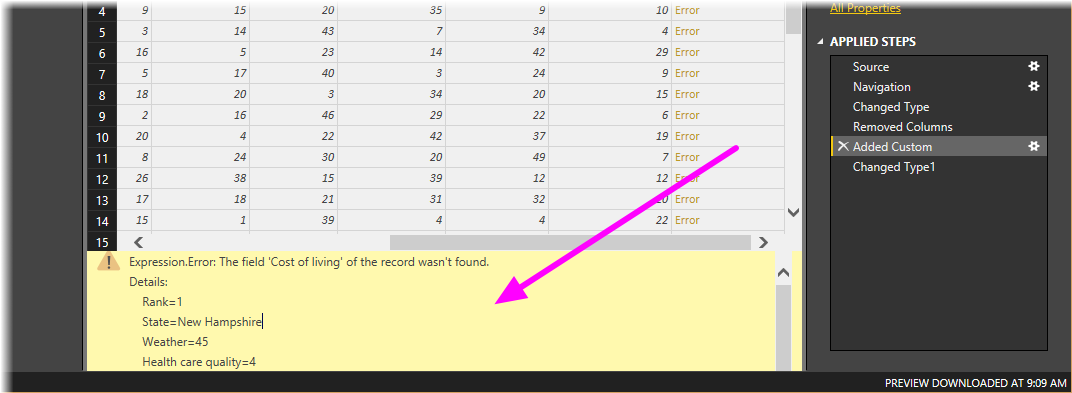 All Properties
APPLIED STEPS
Source
Navigation
Changed Type
Removed Columns
Added Custom
Changed Type1
4 9 15 20 35 9 10 Error
5 3 14 43 7 34 4 Error
6 16 5 23 14 42 29 Error
7 5 17 40 3 24 9 Error
8 18 20 3 34 20 15 Error
9 2 16 46 29 22 6 Error
10 20 4 22 42 37 19 Error
11 8 24 30 20 49 7 Error
12 26 38 15 39 12 12 Error
13 17 18 21 31 32 20 Error
14 15 1 39 4 4 22 Error
15
Expression.Error: The field 'Cost of living' of the record wasn't found.
Details:
Rank=1
State=New Hampshire
Weather=45
Health care quality=4
PREVIEW DOWNLOADED AT 9:09 AM